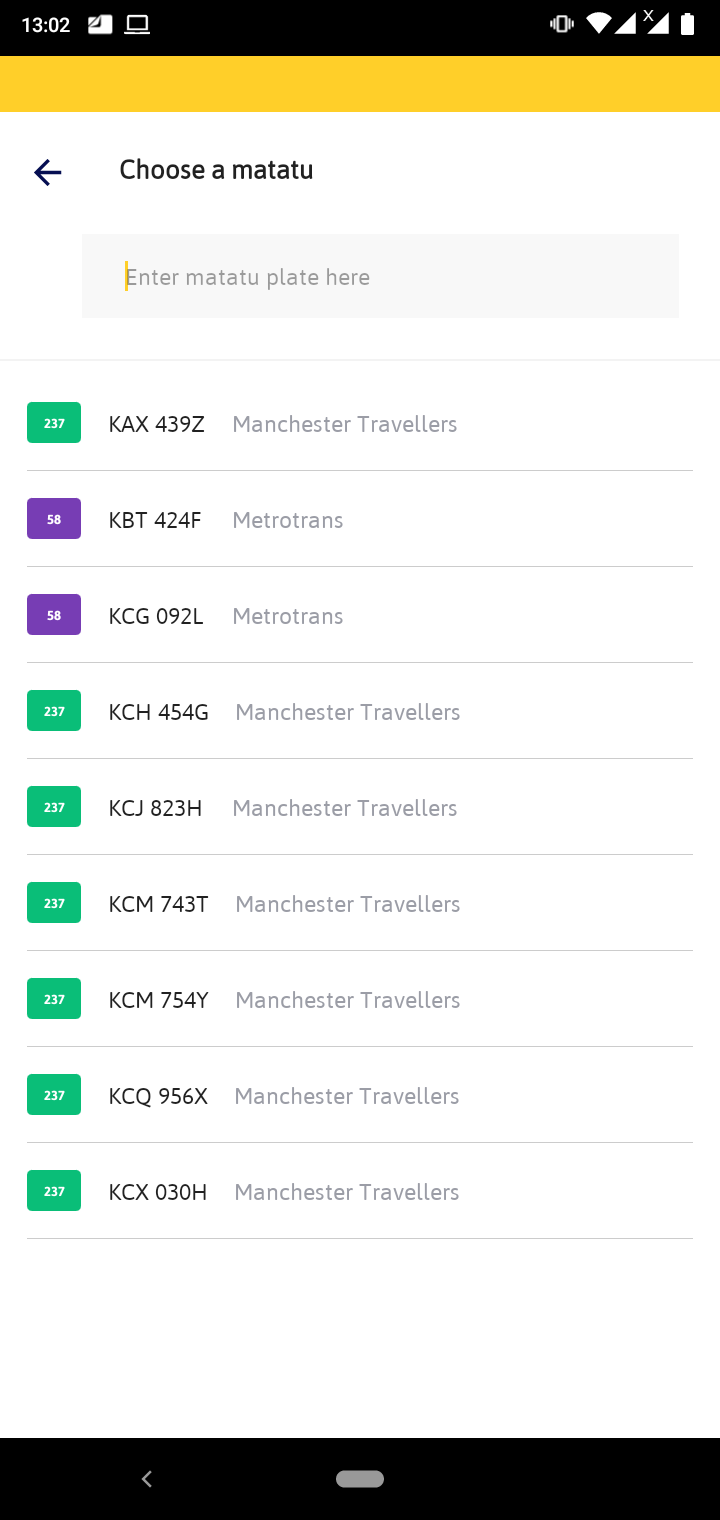 13:02
X
Choose a matatu
Enter matatu plate here
237 KAX 439Z Manchester Travellers
58 KBT 424F Metrotrans
58 KCG 092L Metrotrans
237 KCH 454G Manchester Travellers
237 KCJ 823H Manchester Travellers
237 KCM 743T Manchester Travellers
237 KCM 754Y Manchester Travellers
237 KCQ 956X Manchester Travellers
237 KCX 030H Manchester Travellers